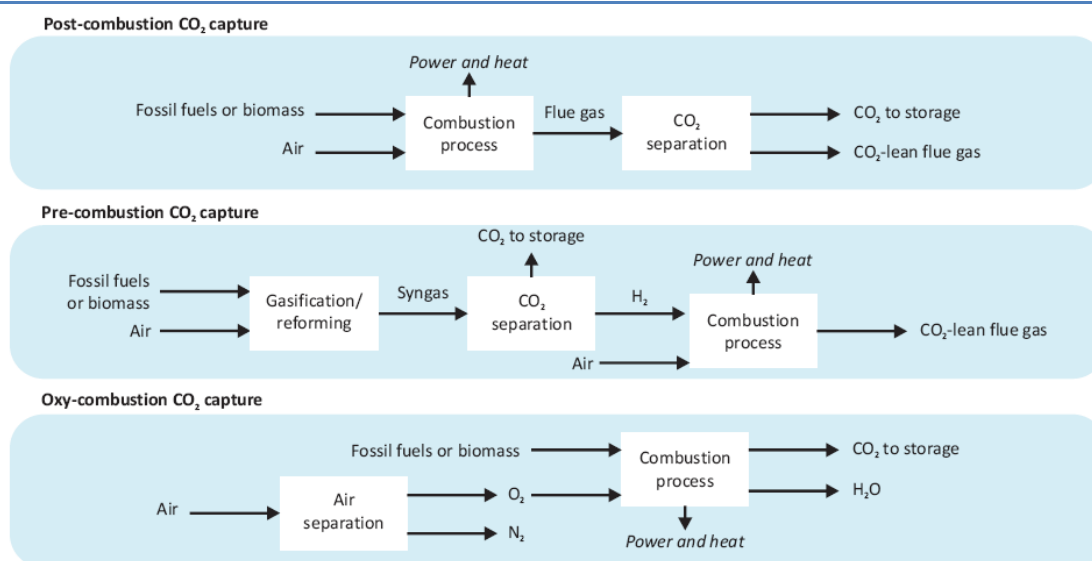 Post-combustion CO₂ capture
Power and heat
Fossil fuels or biomass
Air
Combustion
process
Flue gas
CO₂
separation
CO₂ to storage
CO₂-lean flue gas
Pre-combustion CO₂ capture
CO₂ to storage
Power and heat
Fossil fuels
or biomass
Air
Gasification/
reforming
Syngas
CO₂
separation
H₂
Air
Combustion
process
CO₂-lean flue gas
Oxy-combustion CO₂ capture
Fossil fuels or biomass
Air
Air
separation
O₂
N₂
Combustion
process
CO₂ to storage
H₂O
Power and heat